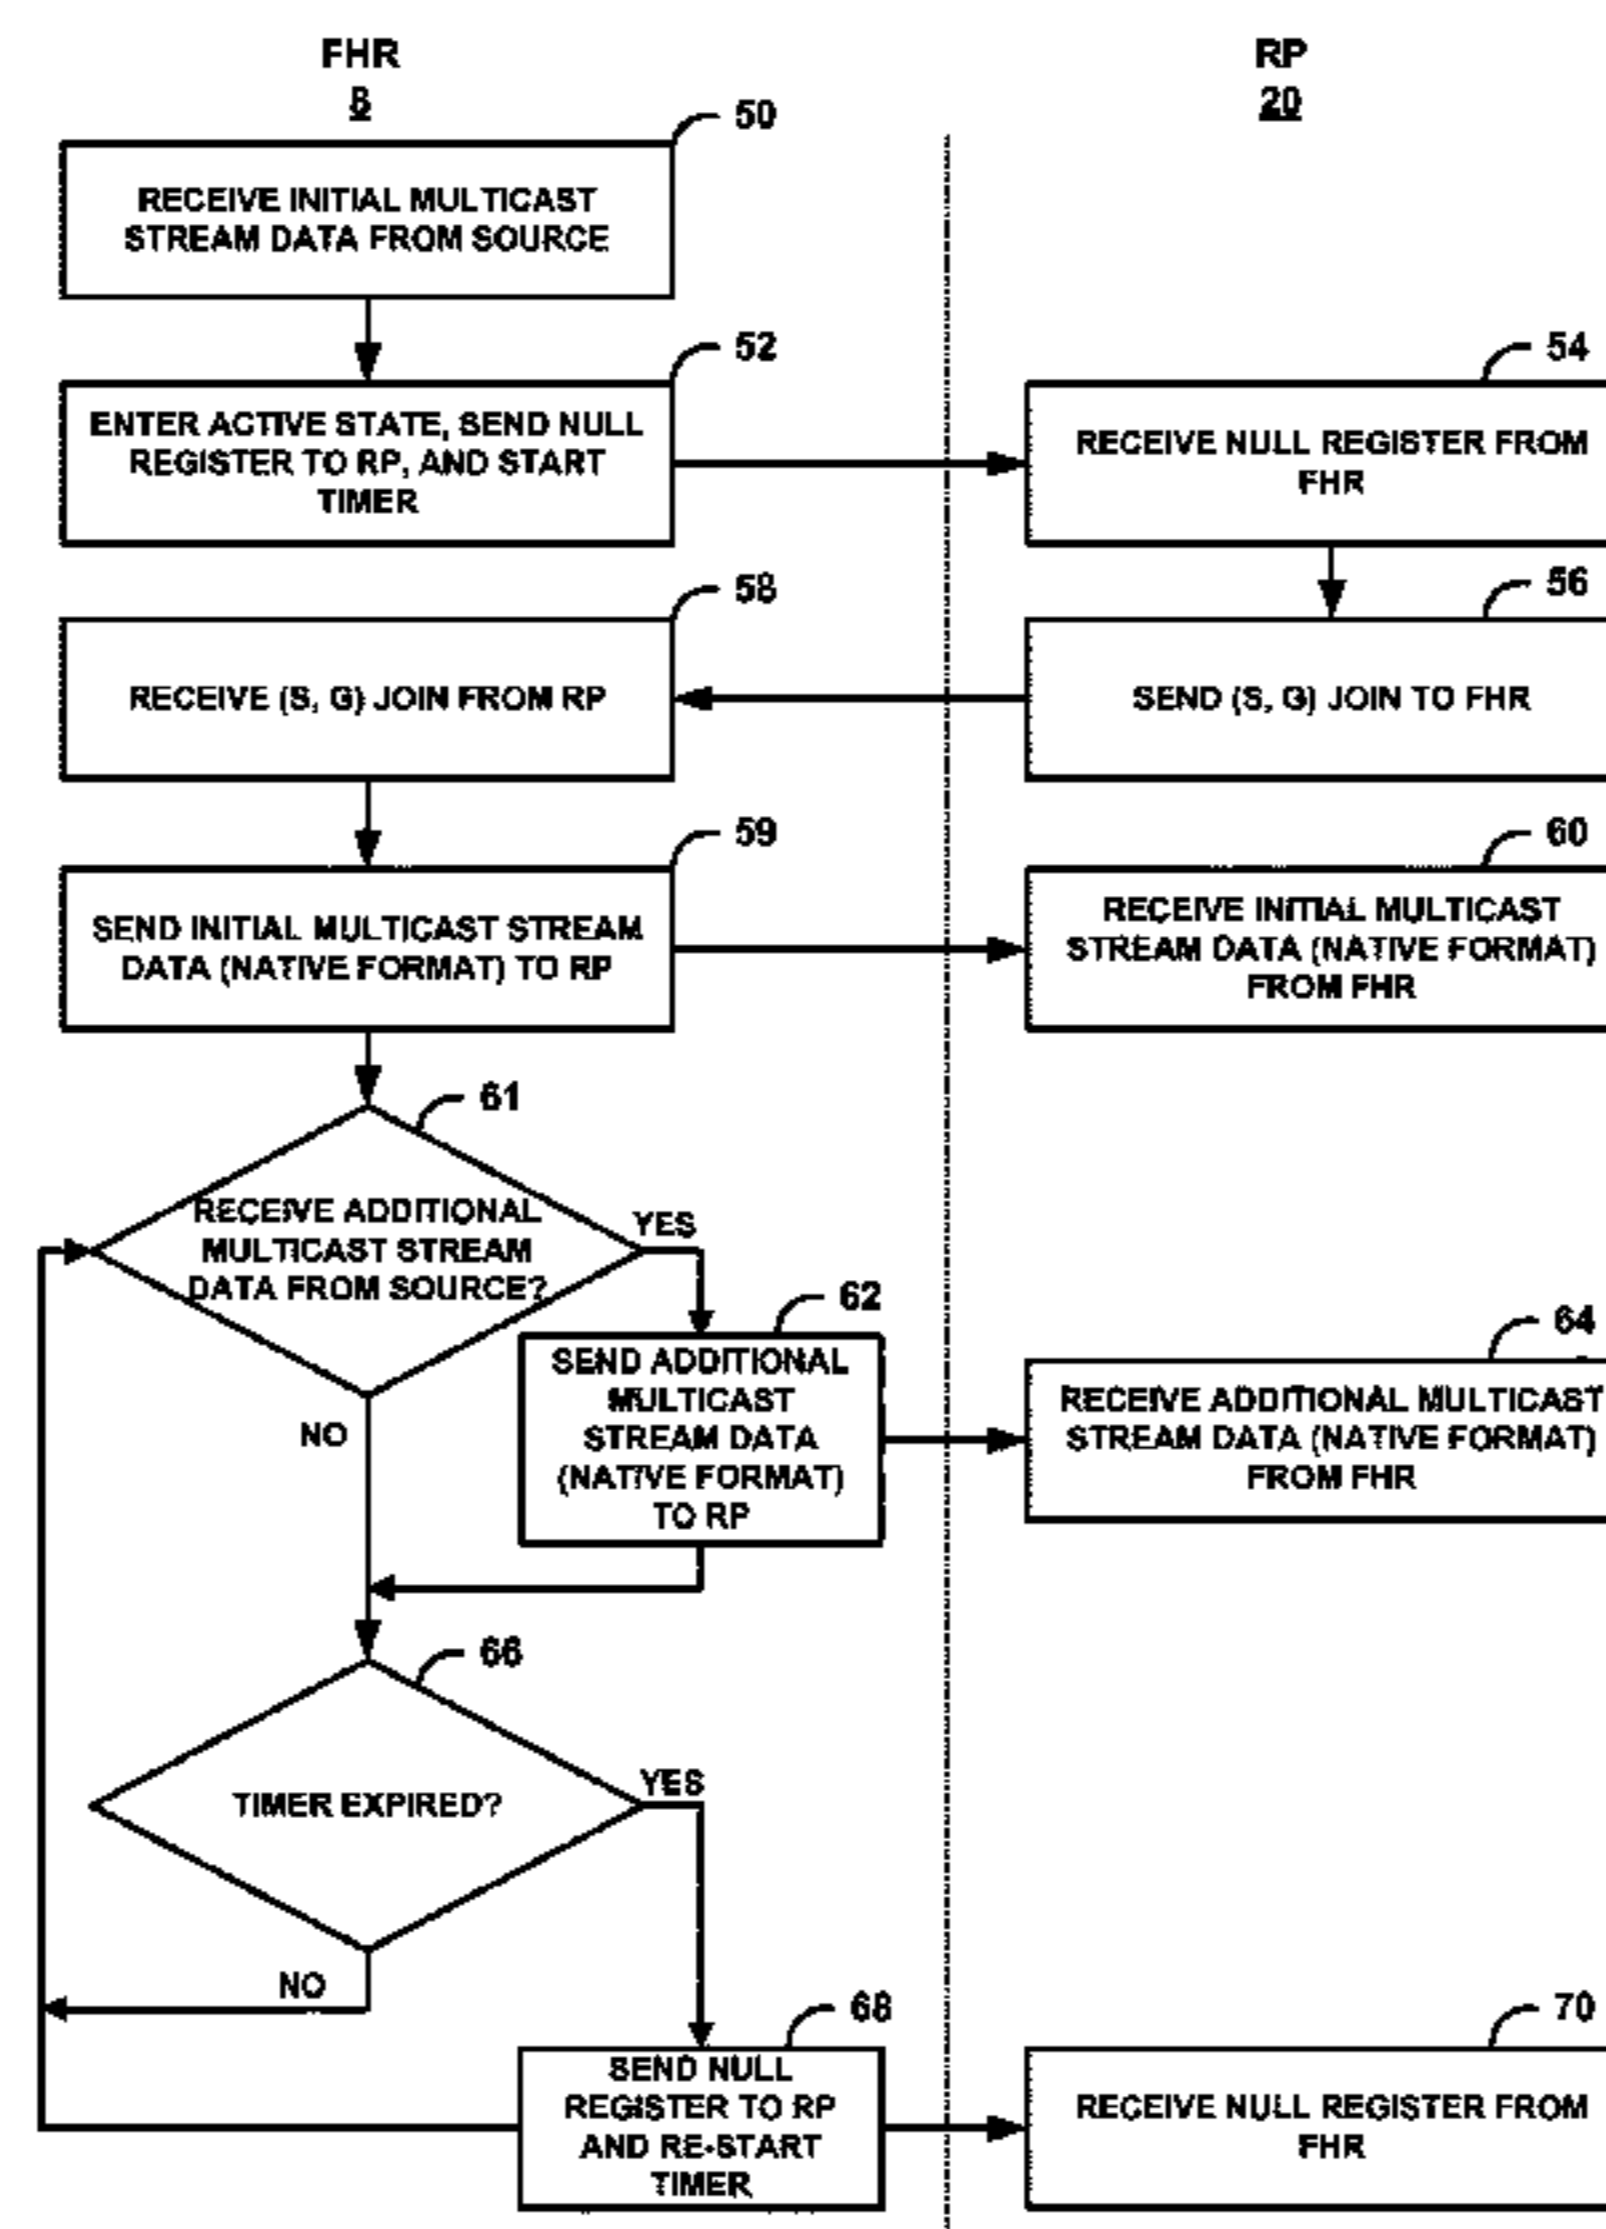 FHR
8
RP
20
50
RECEIVE INITIAL MULTICAST
STREAM DATA FROM SOURCE
52
ENTER ACTIVE STATE, SEND NULL
REGISTER TO RP, AND START
TIMER
54
RECEIVE NULL REGISTER FROM
FHR
58
RECEIVE (S, G) JOIN FROM RP
56
SEND (S, G) JOIN TO FHR
59
SEND INITIAL MULTICAST STREAM
DATA (NATIVE FORMAT) TO RP
60
RECEIVE INITIAL MULTICAST
STREAM DATA (NATIVE FORMAT)
FROM FHR
61
RECEIVE ADDITIONAL
MULTICAST STREAM
DATA FROM SOURCE?
YES
NO
62
SEND ADDITIONAL
MULTICAST
STREAM DATA
(NATIVE FORMAT)
TO RP
64
RECEIVE ADDITIONAL MULTICAST
STREAM DATA (NATIVE FORMAT)
FROM FHR
66
TIMER EXPIRED?
YES
NO
68
SEND NULL
REGISTER TO RP
AND RE-START
TIMER
70
RECEIVE NULL REGISTER FROM
FHR